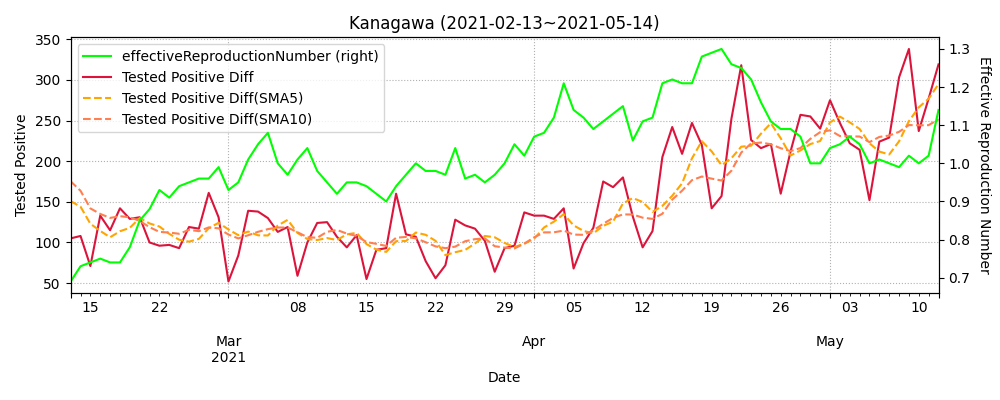 Kanagawa (2021-02-13~2021-05-14)
effectiveReproductionNumber (right)
Tested Positive Diff
Tested Positive Diff(SMA5)
Tested Positive Diff(SMA10)
Tested Positive
350
300
250
200
150
100
50
Effective Reproduction Number
1.3
1.2
1.1
1.0
0.9
0.8
0.7
15 22 08 15 22 29 05 12 19 26 03 10
Mar Apr May
2021
Date